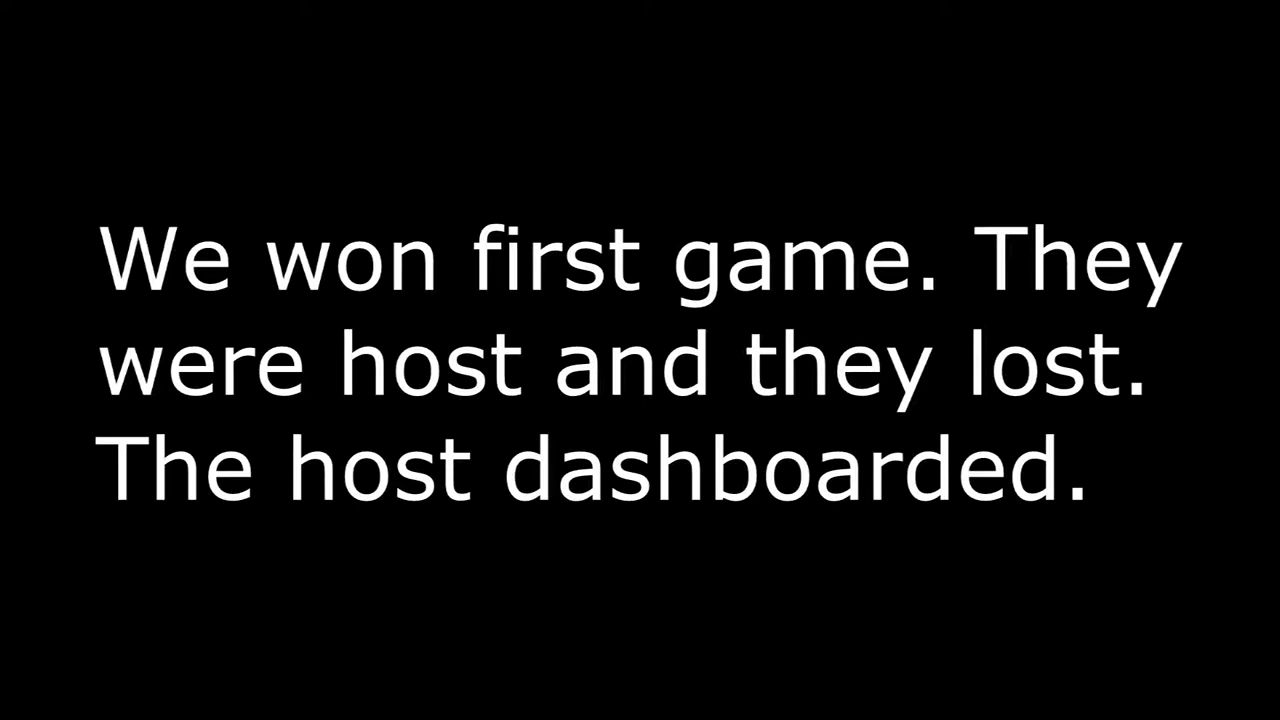 We won first game. They
were host and they lost.
The host dashboarded.